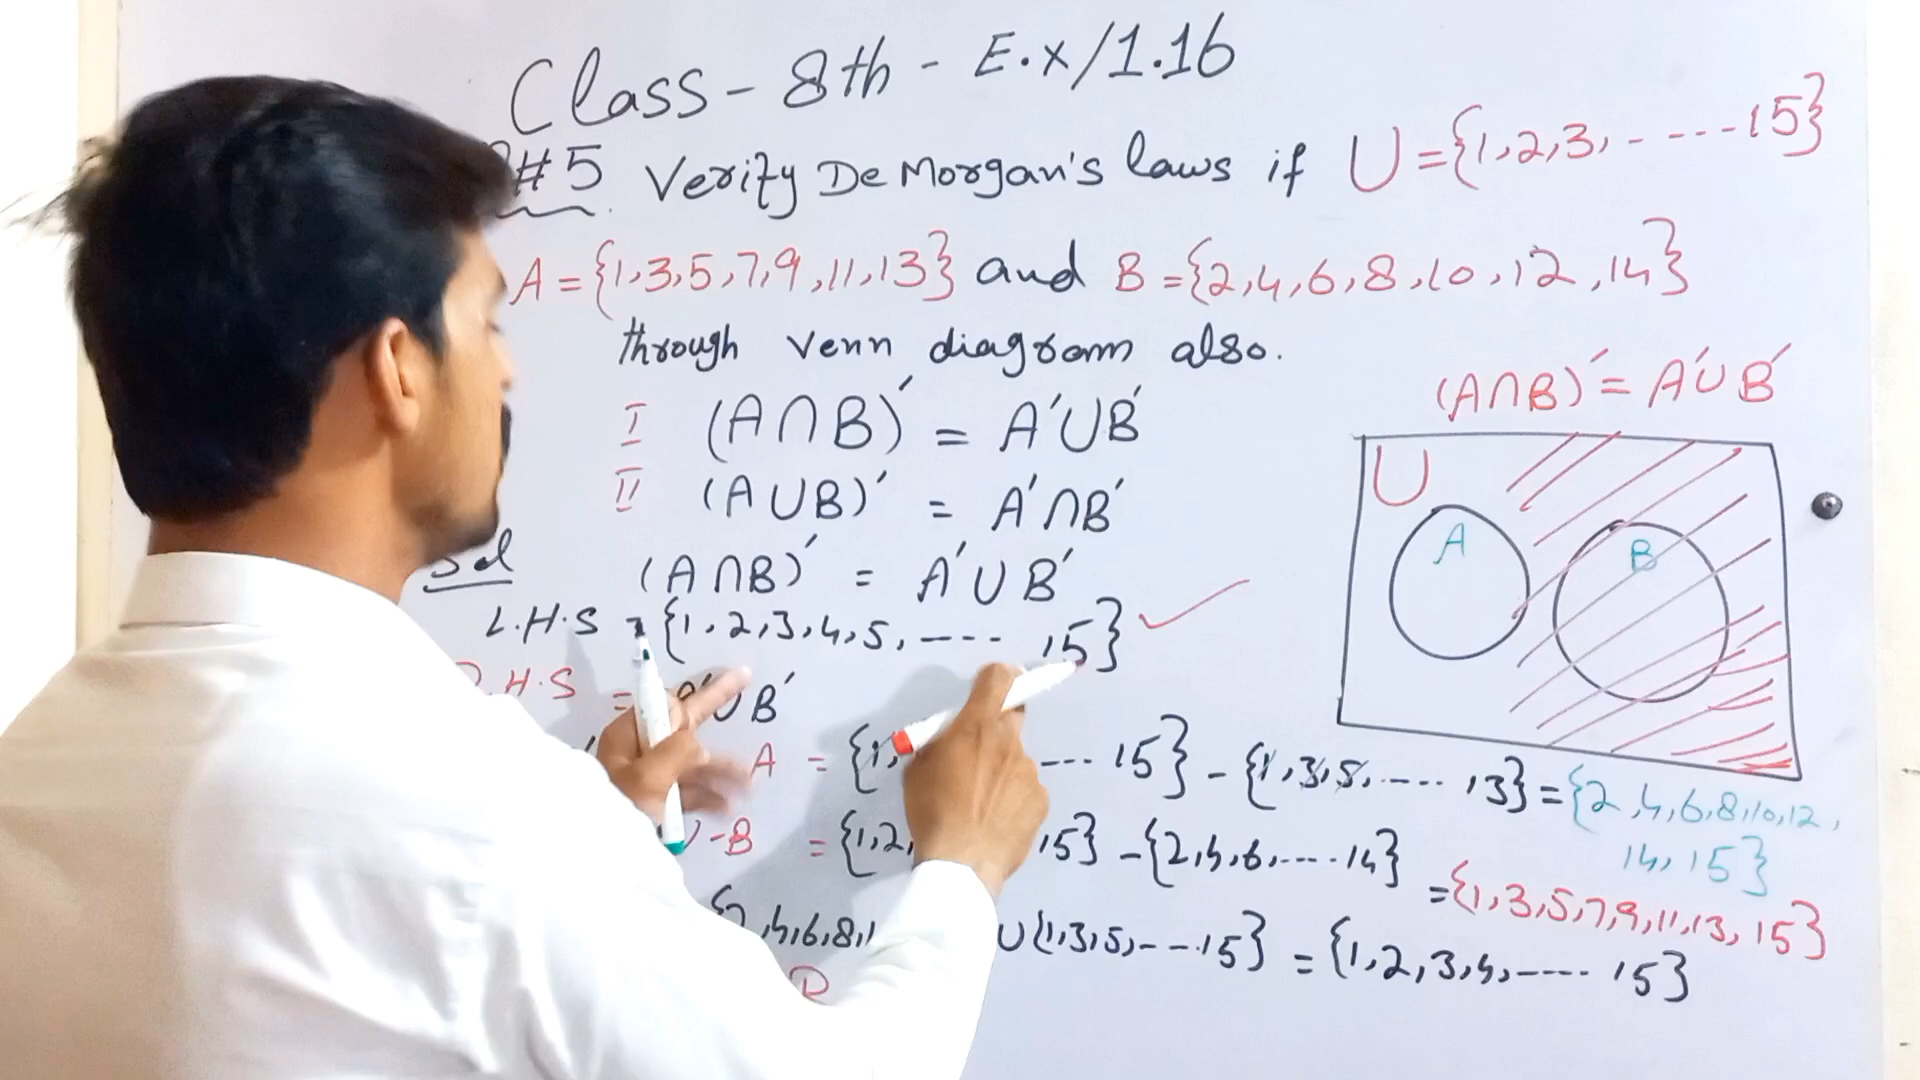 Class - 8th - E.x/1.16
#5 Verify De Morgan's laws if U={1,2,3,-----15}
A={1,3,5,7,9,11,13} and B={2,4,6,8,10,12,14}
through venn diagram also.
I (A∩B)′ = A′∪B′
II (A∪B)′ = A′∩B′
(A∩B)′ = A′∪B′
U
A
B
Sol (A∩B)′ = A′∪B′
L.H.S = {1,2,3,4,5,---- ,15}
H.S = A′∪B′
A = {1, --- 15} - {1,3,5,---- ,13} = {2,4,6,8,10,12,
14,15}
U-B = {1,2, 15} - {2,4,6,---- 14}
={1,3,5,7,9,11,13,15}
,4,6,8,1 ∪{1,3,5,---15} = {1,2,3,4,---- 15}